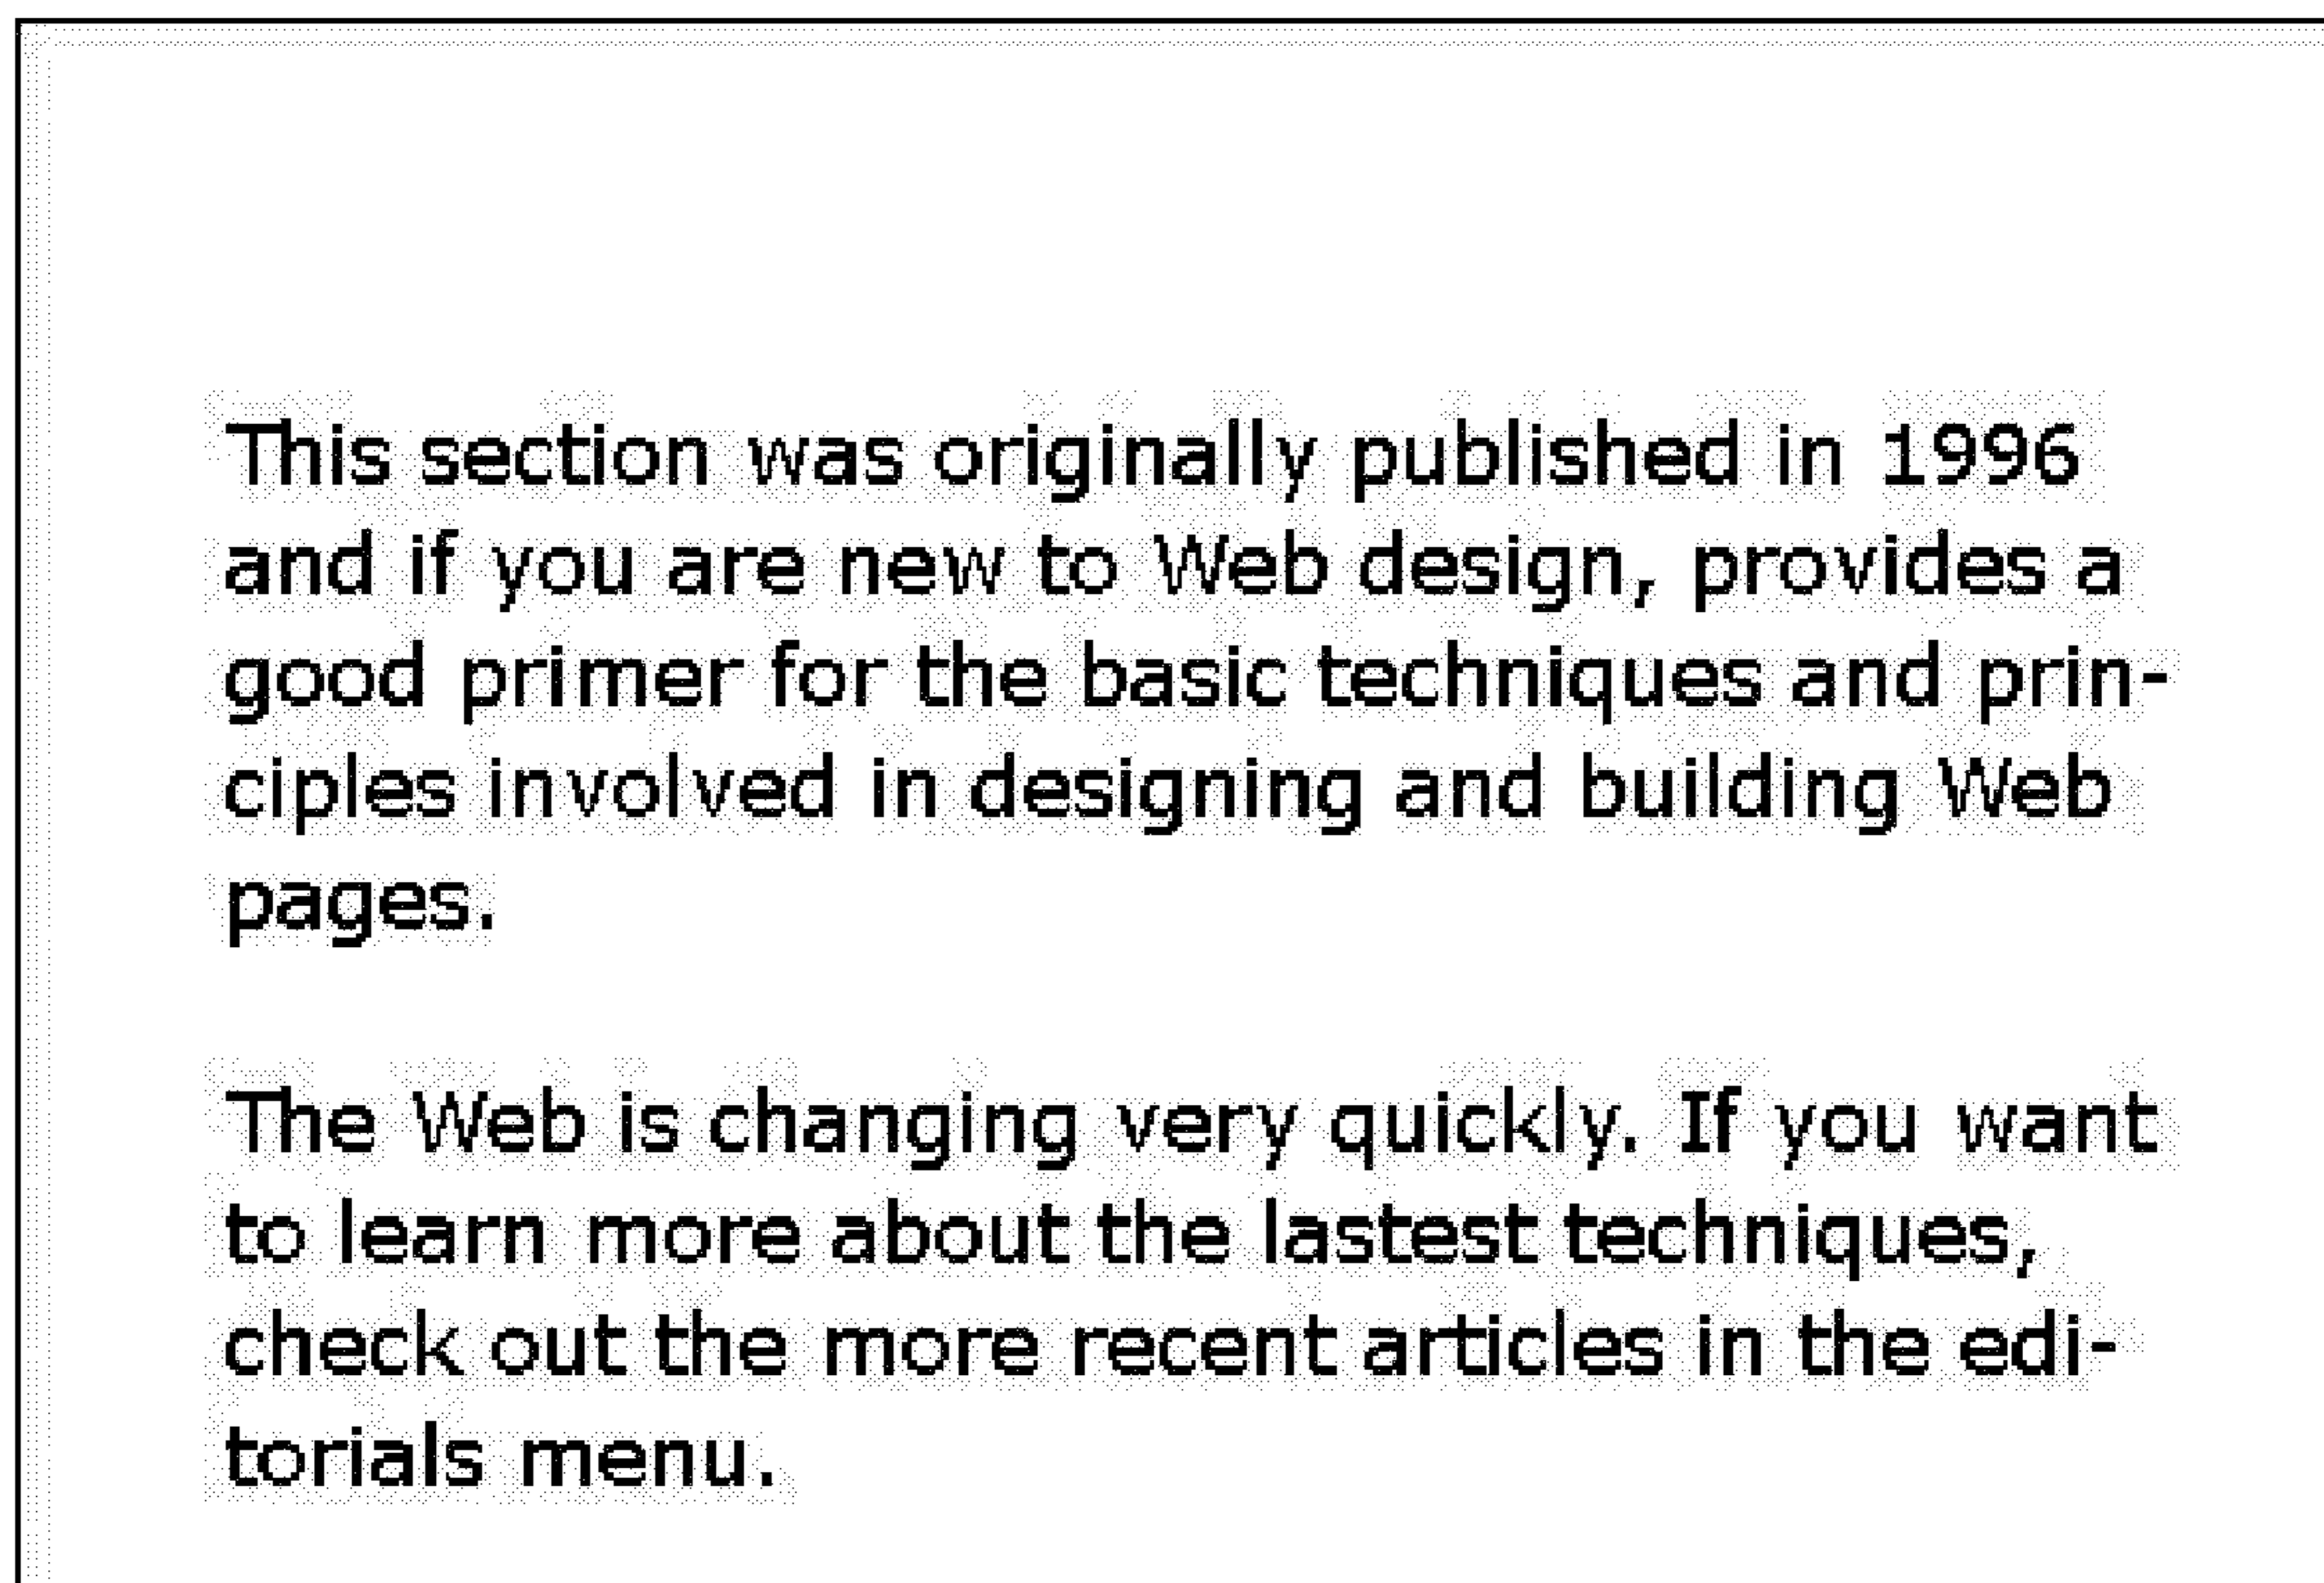 This section was originally published in 1996
and if you are new to Web design, provides a
good primer for the basic techniques and prin-
ciples involved in designing and building Web
pages.
The Web is changing very quickly. If you want
to learn more about the lastest techniques,
check out the more recent articles in the edi-
torials menu.